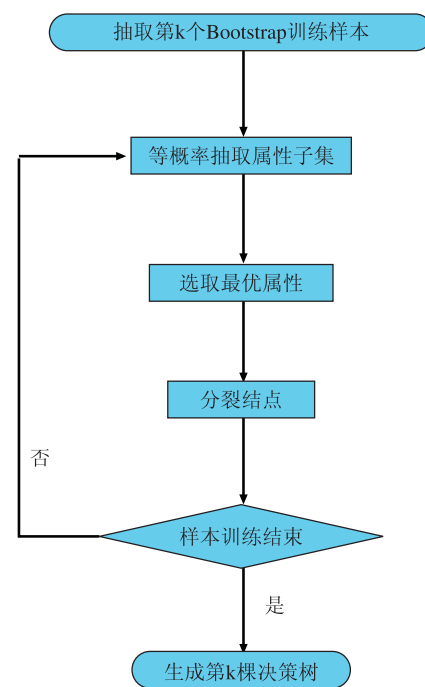 抽取第k个Bootstrap训练样本
等概率抽取属性子集
选取最优属性
分裂结点
否
样本训练结束
是
生成第k棵决策树